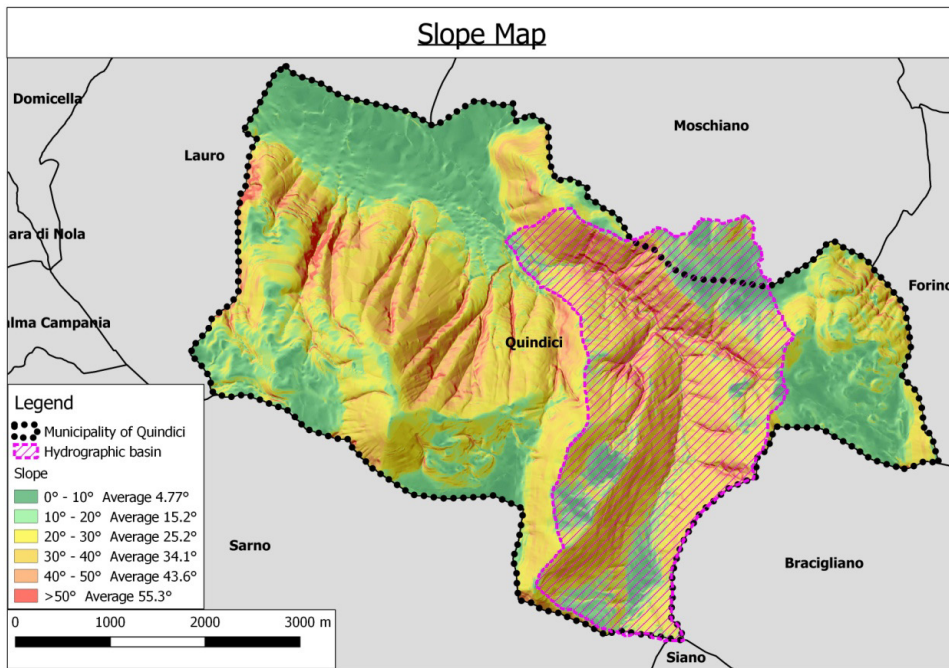 Slope Map
Domicella
Moschiano
Lauro
ara di Nola
Forino
alma Campania
Quindici
Legend
Municipality of Quindici
Hydrographic basin
Slope
0° - 10° Average 4.77°
10° - 20° Average 15.2°
20° - 30° Average 25.2°
30° - 40° Average 34.1°
40° - 50° Average 43.6°
>50° Average 55.3°
Sarno
Bracigliano
0 1000 2000 3000 m
Siano